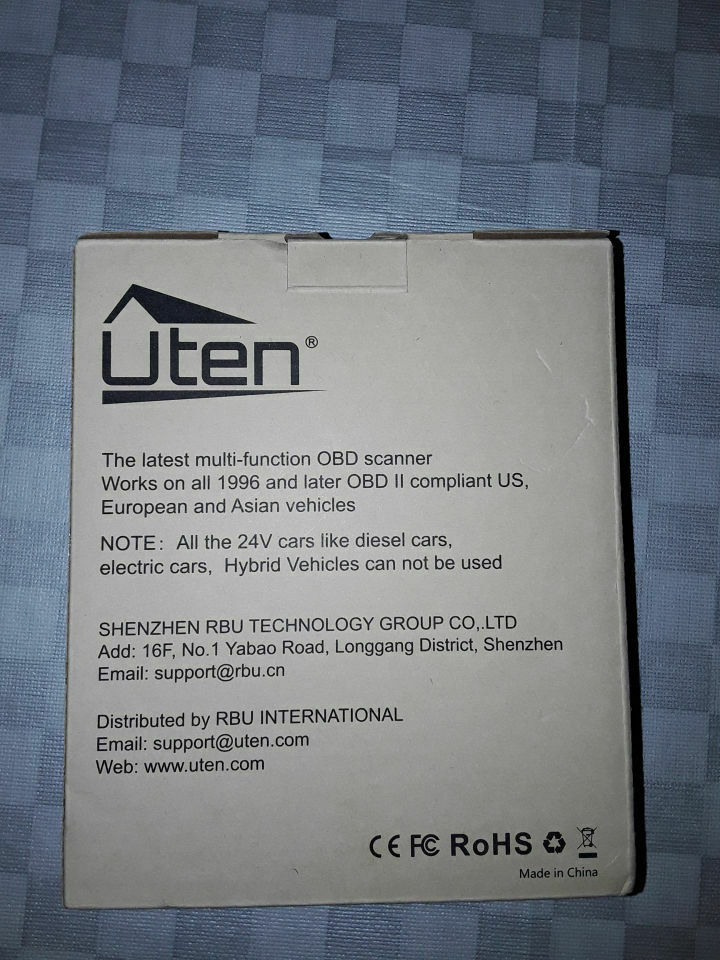 Uten®
The latest multi-function OBD scanner
Works on all 1996 and later OBD II compliant US,
European and Asian vehicles
NOTE: All the 24V cars like diesel cars,
electric cars, Hybrid Vehicles can not be used
SHENZHEN RBU TECHNOLOGY GROUP CO,.LTD
Add: 16F, No.1 Yabao Road, Longgang District, Shenzhen
Email: support@rbu.cn
Distributed by RBU INTERNATIONAL
Email: support@uten.com
Web: www.uten.com
CE FC RoHS
Made in China